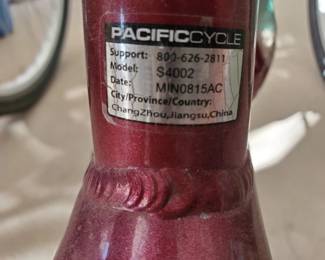 PACIFICCYCLE
Support: 800-626-2811
Model: S4002
Date: MIN0815AC
City/Province/Country:
ChangZhou,Jiangsu,China